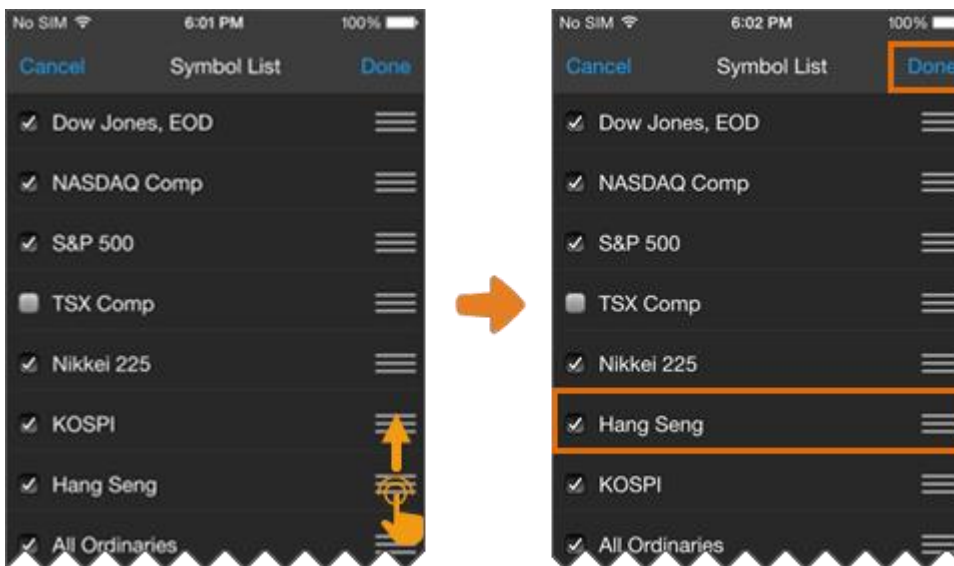 No SIM 6:01 PM 100%
Cancel Symbol List Done
Dow Jones, EOD
NASDAQ Comp
S&P 500
TSX Comp
Nikkei 225
KOSPI
Hang Seng
All Ordinaries
No SIM 6:02 PM 100%
Cancel Symbol List Done
Dow Jones, EOD
NASDAQ Comp
S&P 500
TSX Comp
Nikkei 225
Hang Seng
KOSPI
All Ordinaries